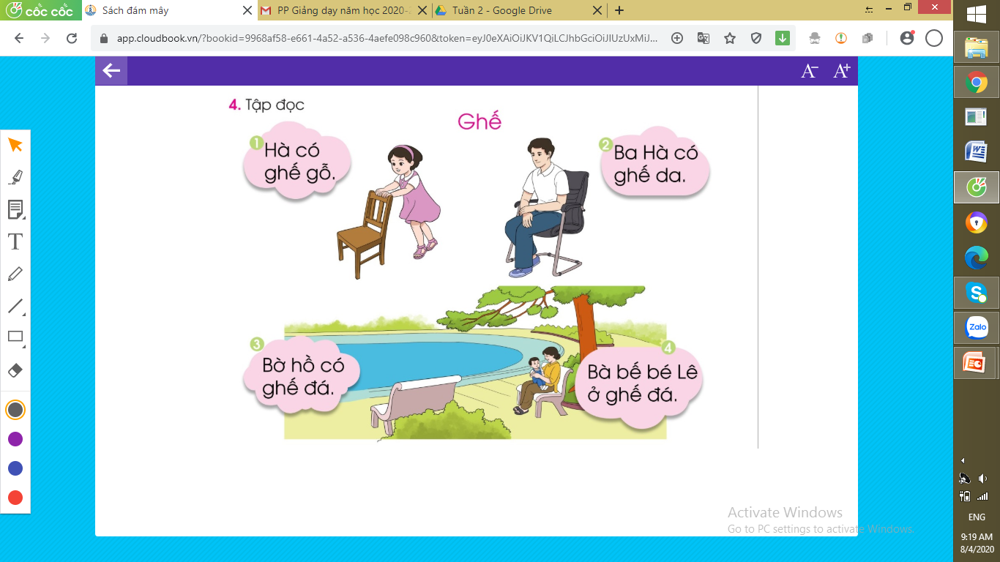 cốc cốc
Sách đám mây
PP Giảng dạy năm học 2020-2
Tuần 2 - Google Drive
app.cloudbook.vn/?bookid=9968af58-e661-4a52-a536-4aefe098c960&token=eyJ0eXAiOiJKV1QiLCJhbGciOiJIUzUxMiJ...
A- A+
4. Tập đọc
Ghế
1
Hà có
ghế gỗ.
2
Ba Hà có
ghế da.
3
Bờ hồ có
ghế đá.
4
Bà bế bé Lê
ở ghế đá.
T
Zalo
Activate Windows
Go to PC settings to activate Windows.
ENG
9:19 AM
8/4/2020